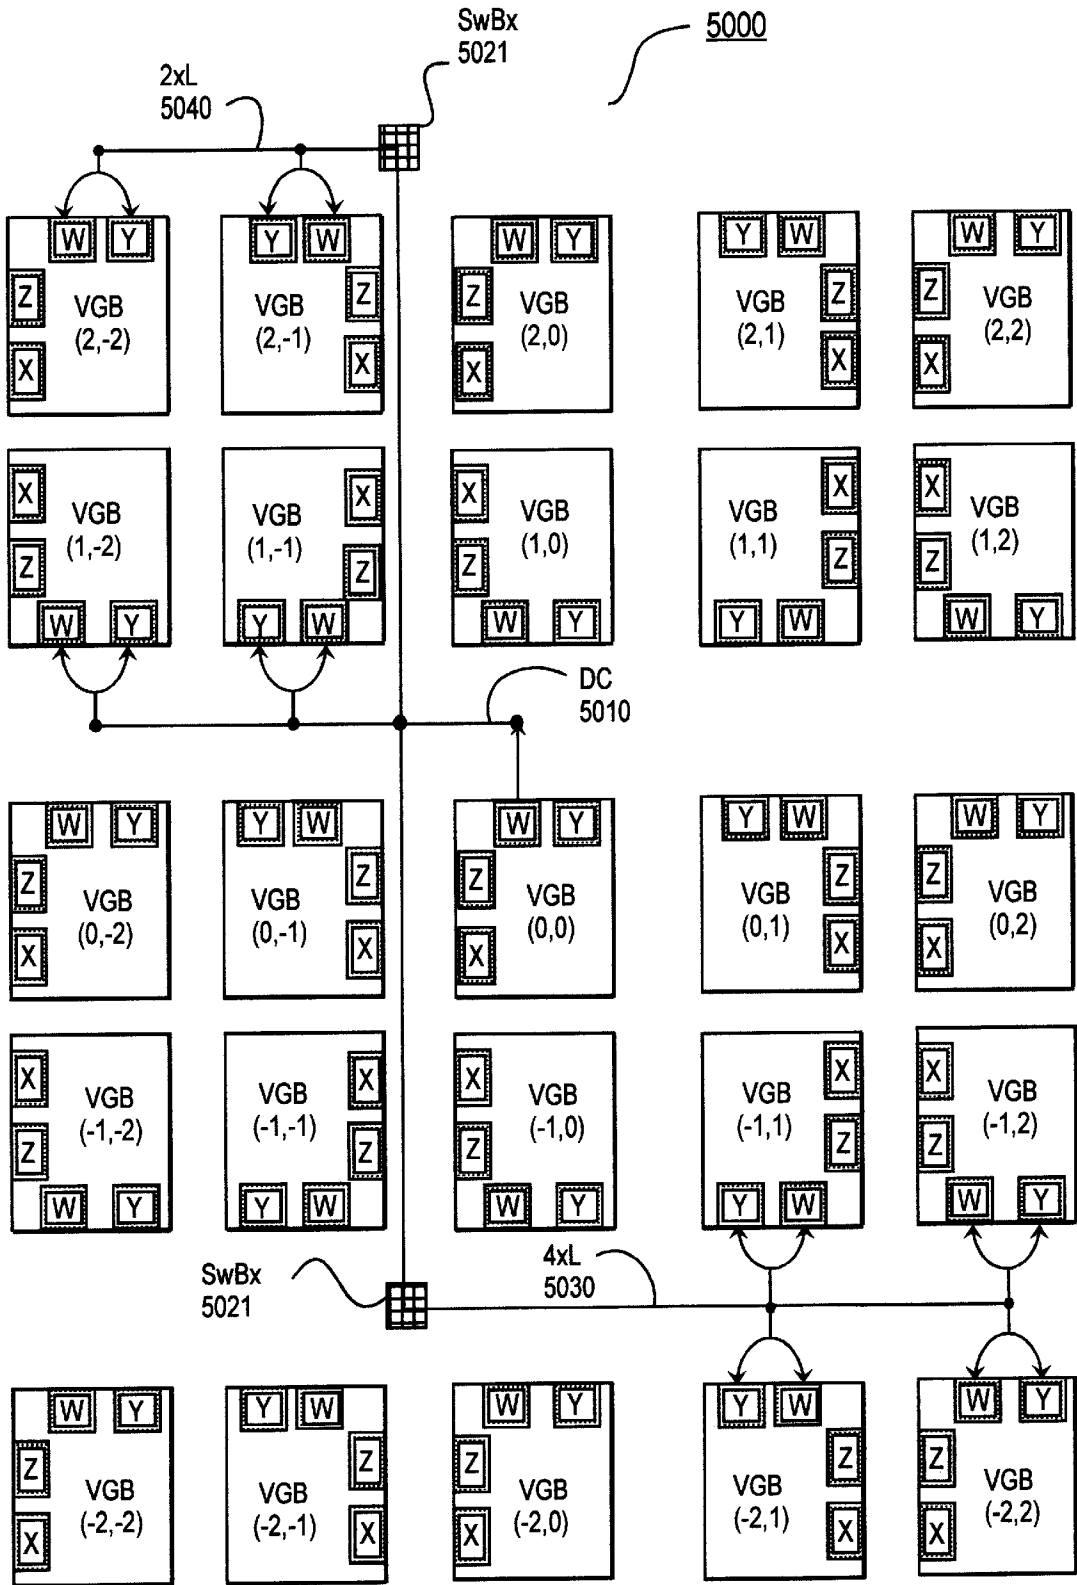 SwBx
5021
5000
2xL
5040
W Y Y W W Y Y W W Y
Z VGB (2,-2) X
VGB (2,-1) Z X
Z VGB (2,0) X
VGB (2,1) Z X
Z VGB (2,2) X
X VGB (1,-2) Z
VGB (1,-1) X Z
X VGB (1,0) Z
VGB (1,1) X Z
X VGB (1,2) Z
W Y Y W W Y Y W W Y
DC
5010
W Y Y W W Y Y W W Y
Z VGB (0,-2) X
VGB (0,-1) Z X
Z VGB (0,0) X
VGB (0,1) Z X
Z VGB (0,2) X
X VGB (-1,-2) Z
VGB (-1,-1) X Z
X VGB (-1,0) Z
VGB (-1,1) X Z
X VGB (-1,2) Z
W Y Y W W Y Y W W Y
SwBx
5021
4xL
5030
W Y Y W W Y Y W W Y
Z VGB (-2,-2) X
VGB (-2,-1) Z X
Z VGB (-2,0) X
VGB (-2,1) Z X
Z VGB (-2,2) X